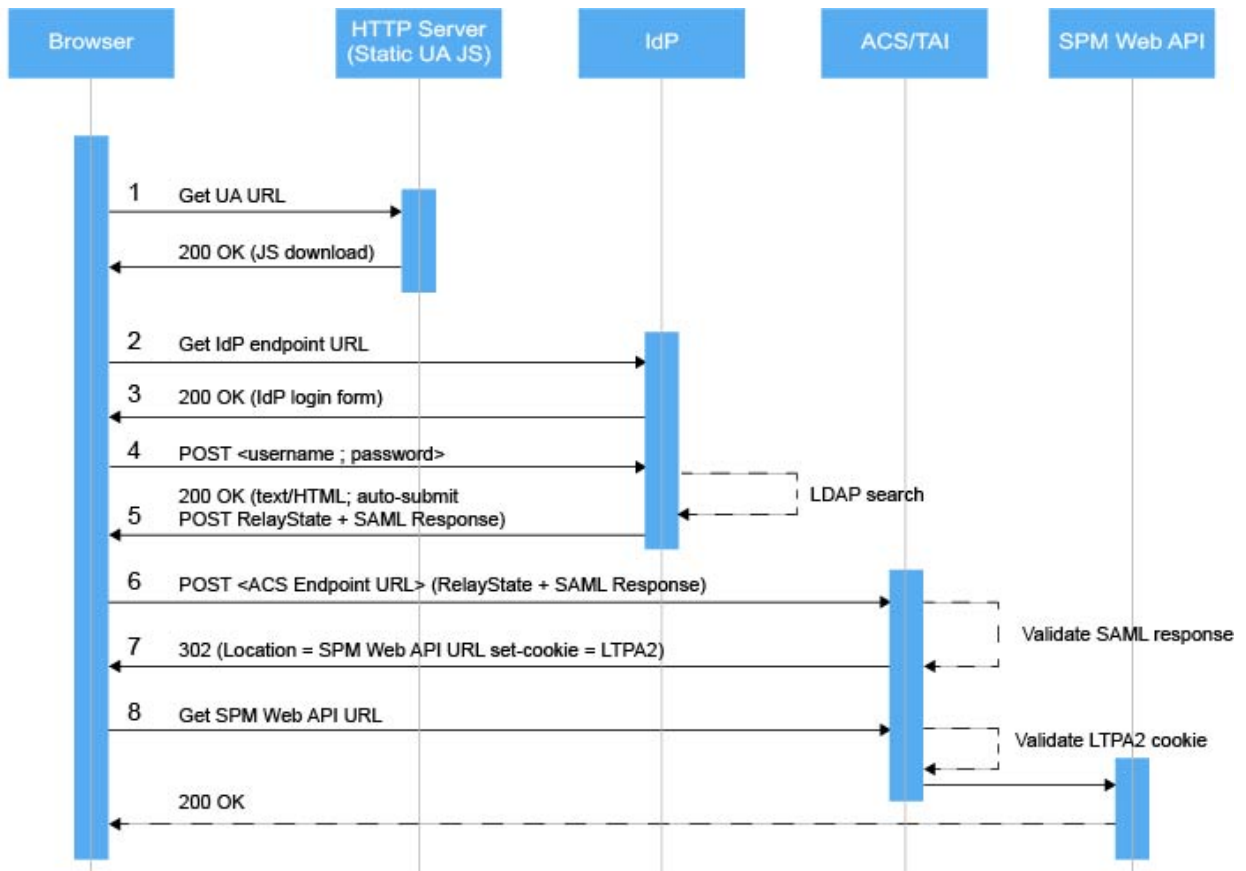 Browser
HTTP Server
(Static UA JS)
IdP
ACS/TAI
SPM Web API
1
Get UA URL
200 OK (JS download)
2
Get IdP endpoint URL
3
200 OK (IdP login form)
4
POST <username ; password>
LDAP search
200 OK (text/HTML; auto-submit
5
POST RelayState + SAML Response)
6
POST <ACS Endpoint URL> (RelayState + SAML Response)
Validate SAML response
7
302 (Location = SPM Web API URL set-cookie = LTPA2)
8
Get SPM Web API URL
Validate LTPA2 cookie
200 OK